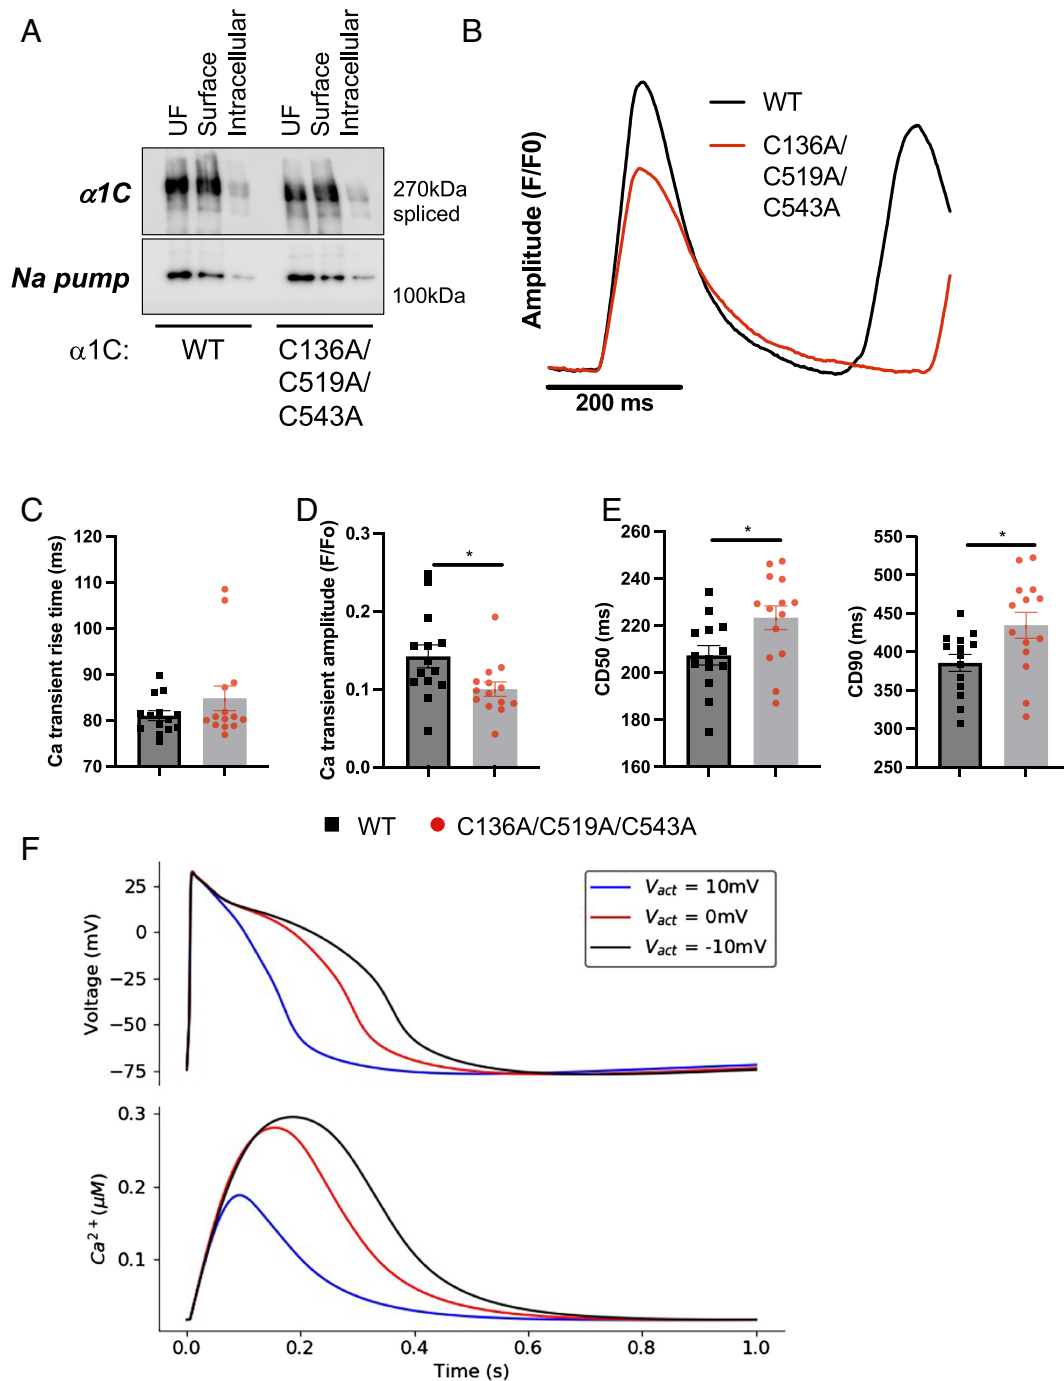 A
UF
Surface
Intracellular
UF
Surface
Intracellular
α1C
270kDa
spliced
Na pump
100kDa
α1C:
WT
C136A/
C519A/
C543A
B
Amplitude (F/F0)
WT
C136A/
C519A/
C543A
200 ms
C
Ca transient rise time (ms)
120
110
100
90
80
70
D
Ca transient amplitude (F/Fo)
0.3
0.2
0.1
0.0
*
E
CD50 (ms)
260
240
220
200
180
160
*
CD90 (ms)
550
500
450
400
350
300
250
*
WT
C136A/C519A/C543A
F
Voltage (mV)
25
0
−25
−50
−75
Vact = 10mV
Vact = 0mV
Vact = -10mV
Ca2+(μM)
0.3
0.2
0.1
0.0
0.2
0.4
0.6
0.8
1.0
Time (s)